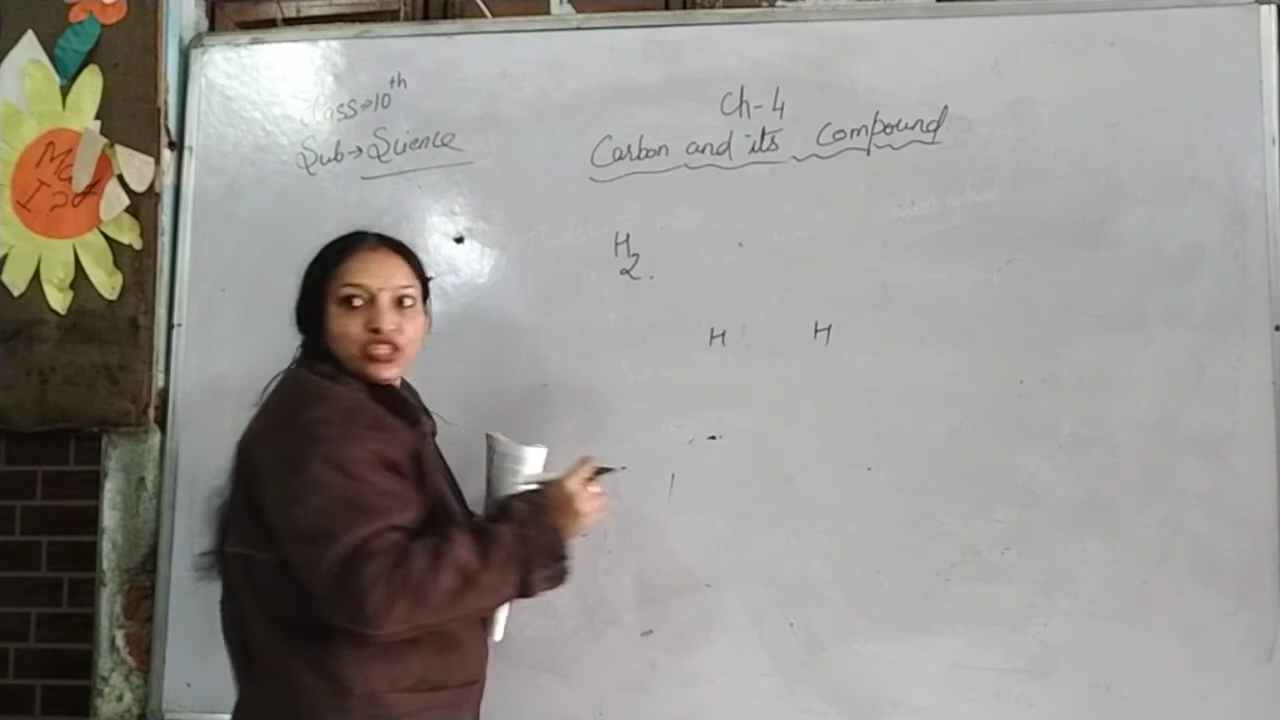 Class→10th
Sub→Science
Ch-4
Carbon and its Compound
H2.
H H